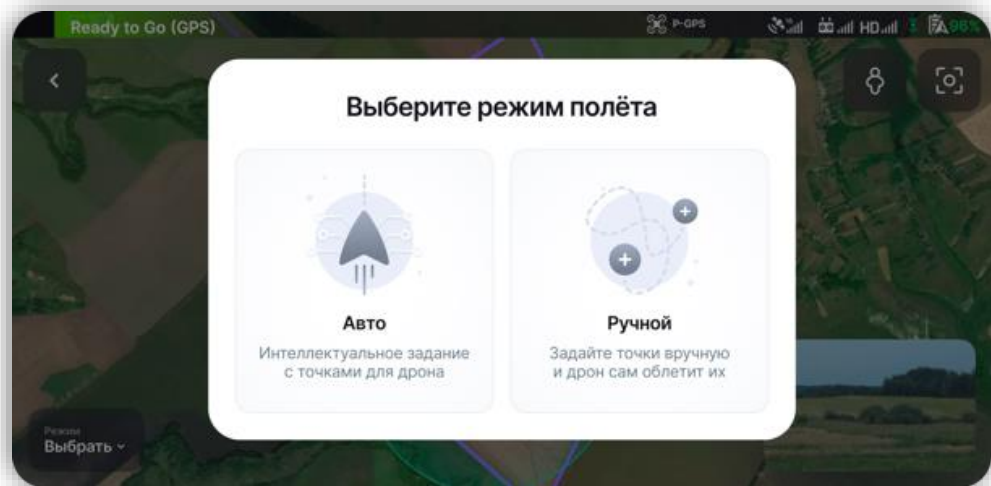 Ready to Go (GPS)
P-GPS
HD
96%
Выберите режим полёта
Авто
Интеллектуальное задание
с точками для дрона
Ручной
Задайте точки вручную
и дрон сам облетит их
Режим
Выбрать